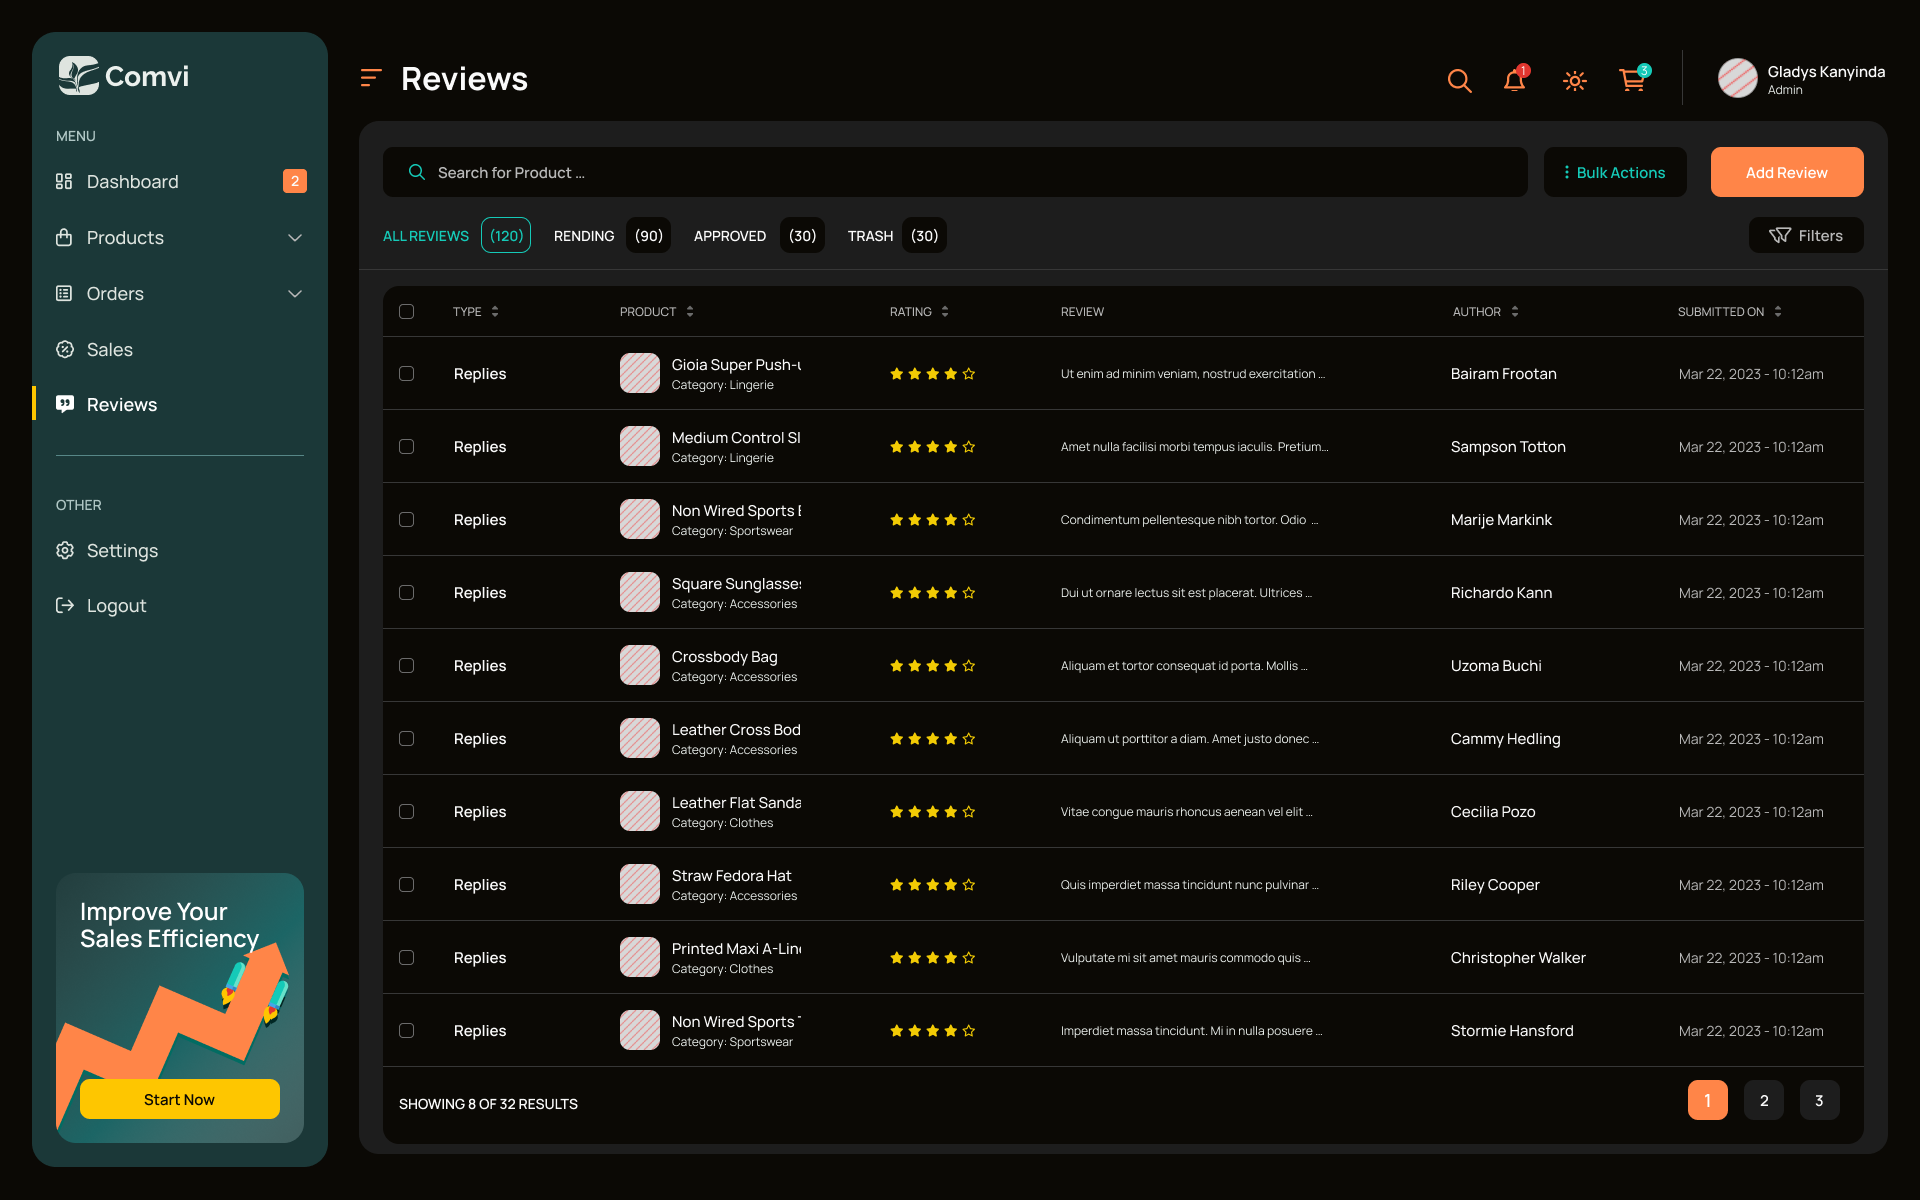 Comvi
MENU
Dashboard 2
Products
Orders
Sales
Reviews
OTHER
Settings
Logout
Improve Your
Sales Efficiency
Start Now
Reviews
1
3
Gladys Kanyinda
Admin
Search for Product ...
Bulk Actions
Add Review
ALL REVIEWS (120) RENDING (90) APPROVED (30) TRASH (30)
Filters
TYPE PRODUCT RATING REVIEW AUTHOR SUBMITTED ON
Replies Gioia Super Push-u Ut enim ad minim veniam, nostrud exercitation ... Bairam Frootan Mar 22, 2023 - 10:12am
Category: Lingerie
Replies Medium Control Sl Amet nulla facilisi morbi tempus iaculis. Pretium... Sampson Totton Mar 22, 2023 - 10:12am
Category: Lingerie
Replies Non Wired Sports Condimentum pellentesque nibh tortor. Odio ... Marije Markink Mar 22, 2023 - 10:12am
Category: Sportswear
Replies Square Sunglasses Dui ut ornare lectus sit est placerat. Ultrices ... Richardo Kann Mar 22, 2023 - 10:12am
Category: Accessories
Replies Crossbody Bag Aliquam et tortor consequat id porta. Mollis ... Uzoma Buchi Mar 22, 2023 - 10:12am
Category: Accessories
Replies Leather Cross Bod Aliquam ut porttitor a diam. Amet justo donec ... Cammy Hedling Mar 22, 2023 - 10:12am
Category: Accessories
Replies Leather Flat Sanda Vitae congue mauris rhoncus aenean vel elit ... Cecilia Pozo Mar 22, 2023 - 10:12am
Category: Clothes
Replies Straw Fedora Hat Quis imperdiet massa tincidunt nunc pulvinar ... Riley Cooper Mar 22, 2023 - 10:12am
Category: Accessories
Replies Printed Maxi A-Line Vulputate mi sit amet mauris commodo quis ... Christopher Walker Mar 22, 2023 - 10:12am
Category: Clothes
Replies Non Wired Sports Imperdiet massa tincidunt. Mi in nulla posuere ... Stormie Hansford Mar 22, 2023 - 10:12am
Category: Sportswear
SHOWING 8 OF 32 RESULTS
1 2 3